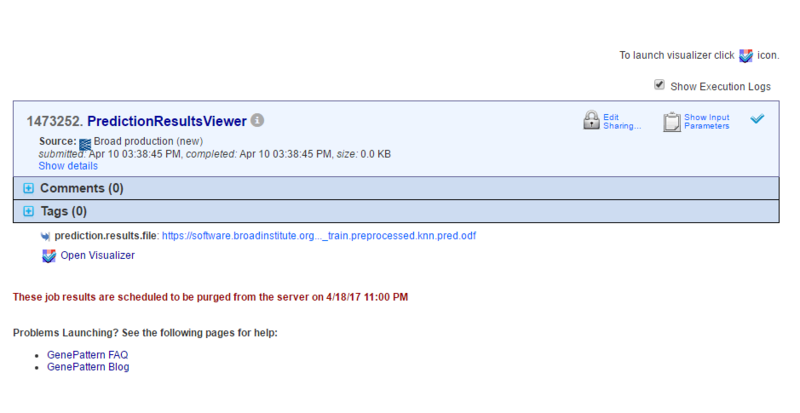 To launch visualizer click icon.
Show Execution Logs
1473252. PredictionResultsViewer
Edit Sharing...
Show Input Parameters
Source: Broad production (new)
submitted: Apr 10 03:38:45 PM, completed: Apr 10 03:38:45 PM, size: 0.0 KB
Show details
Comments (0)
Tags (0)
prediction.results.file: https://software.broadinstitute.org..._train.preprocessed.knn.pred.odf
Open Visualizer
These job results are scheduled to be purged from the server on 4/18/17 11:00 PM
Problems Launching? See the following pages for help:
GenePattern FAQ
GenePattern Blog